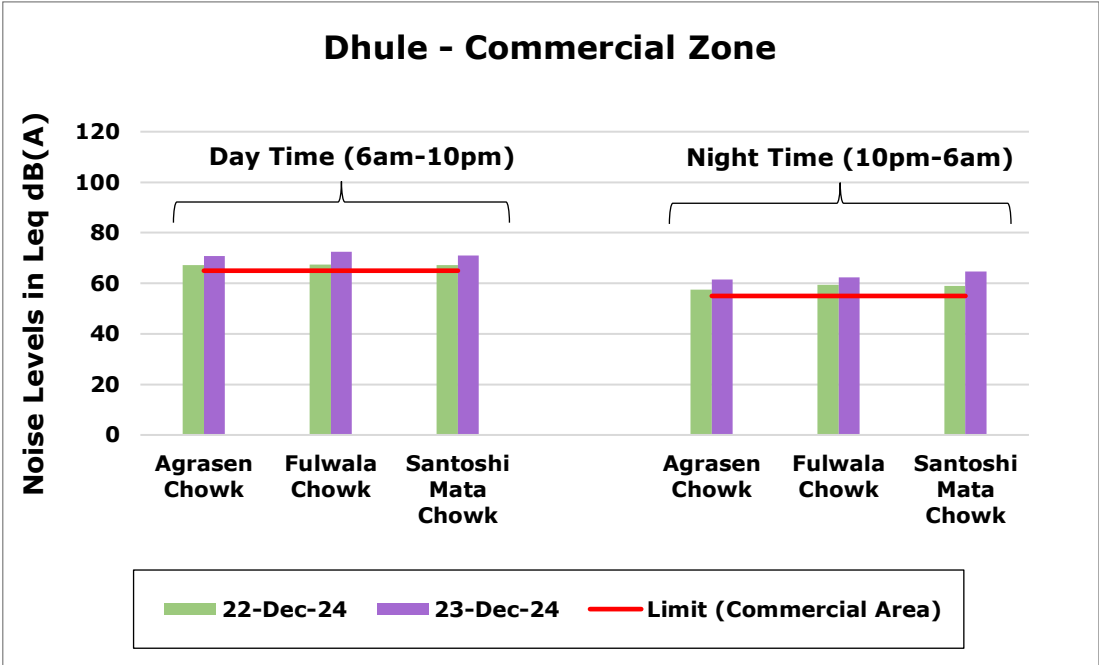 Dhule - Commercial Zone
Noise Levels in Leq dB(A)
120
100
80
60
40
20
0
Day Time (6am-10pm)
Night Time (10pm-6am)
Agrasen
Chowk
Fulwala
Chowk
Santoshi
Mata
Chowk
Agrasen
Chowk
Fulwala
Chowk
Santoshi
Mata
Chowk
22-Dec-24
23-Dec-24
Limit (Commercial Area)